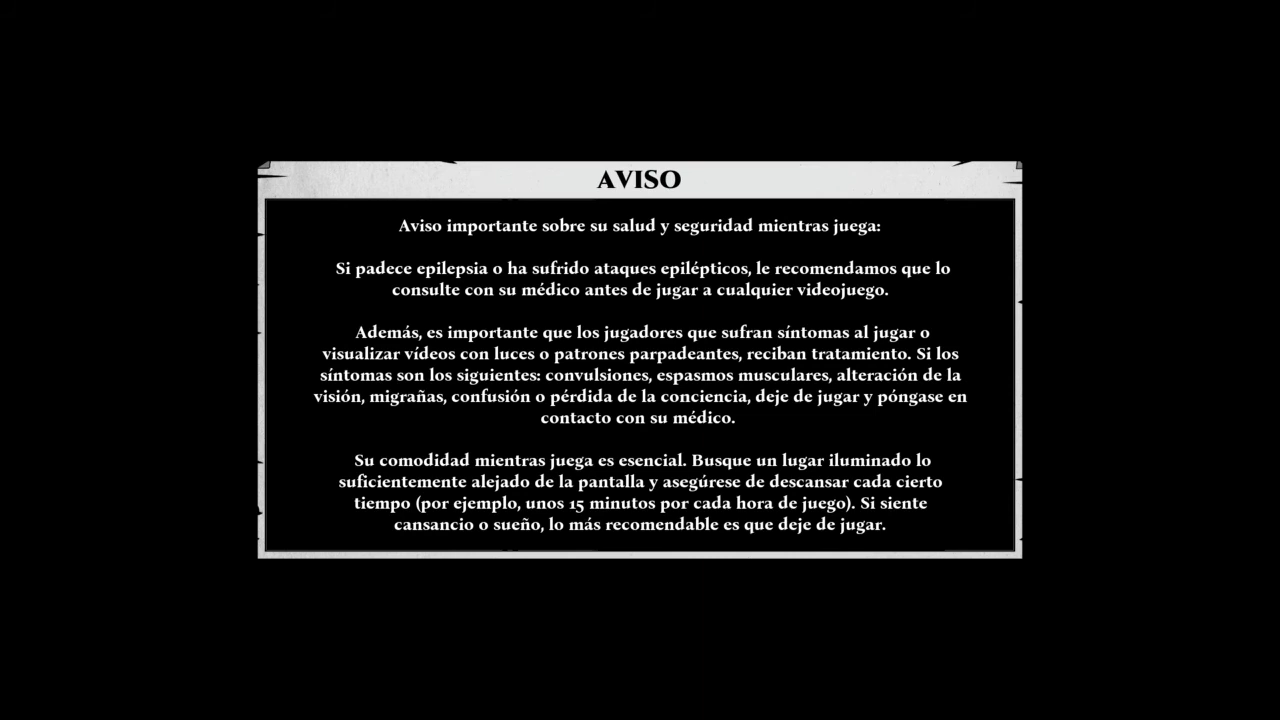 AVISO
Aviso importante sobre su salud y seguridad mientras juega:
Si padece epilepsia o ha sufrido ataques epilépticos, le recomendamos que lo
consulte con su médico antes de jugar a cualquier videojuego.
Además, es importante que los jugadores que sufran síntomas al jugar o
visualizar vídeos con luces o patrones parpadeantes, reciban tratamiento. Si los
síntomas son los siguientes: convulsiones, espasmos musculares, alteración de la
visión, migrañas, confusión o pérdida de la conciencia, deje de jugar y póngase en
contacto con su médico.
Su comodidad mientras juega es esencial. Busque un lugar iluminado lo
suficientemente alejado de la pantalla y asegúrese de descansar cada cierto
tiempo (por ejemplo, unos 15 minutos por cada hora de juego). Si siente
cansancio o sueño, lo más recomendable es que deje de jugar.